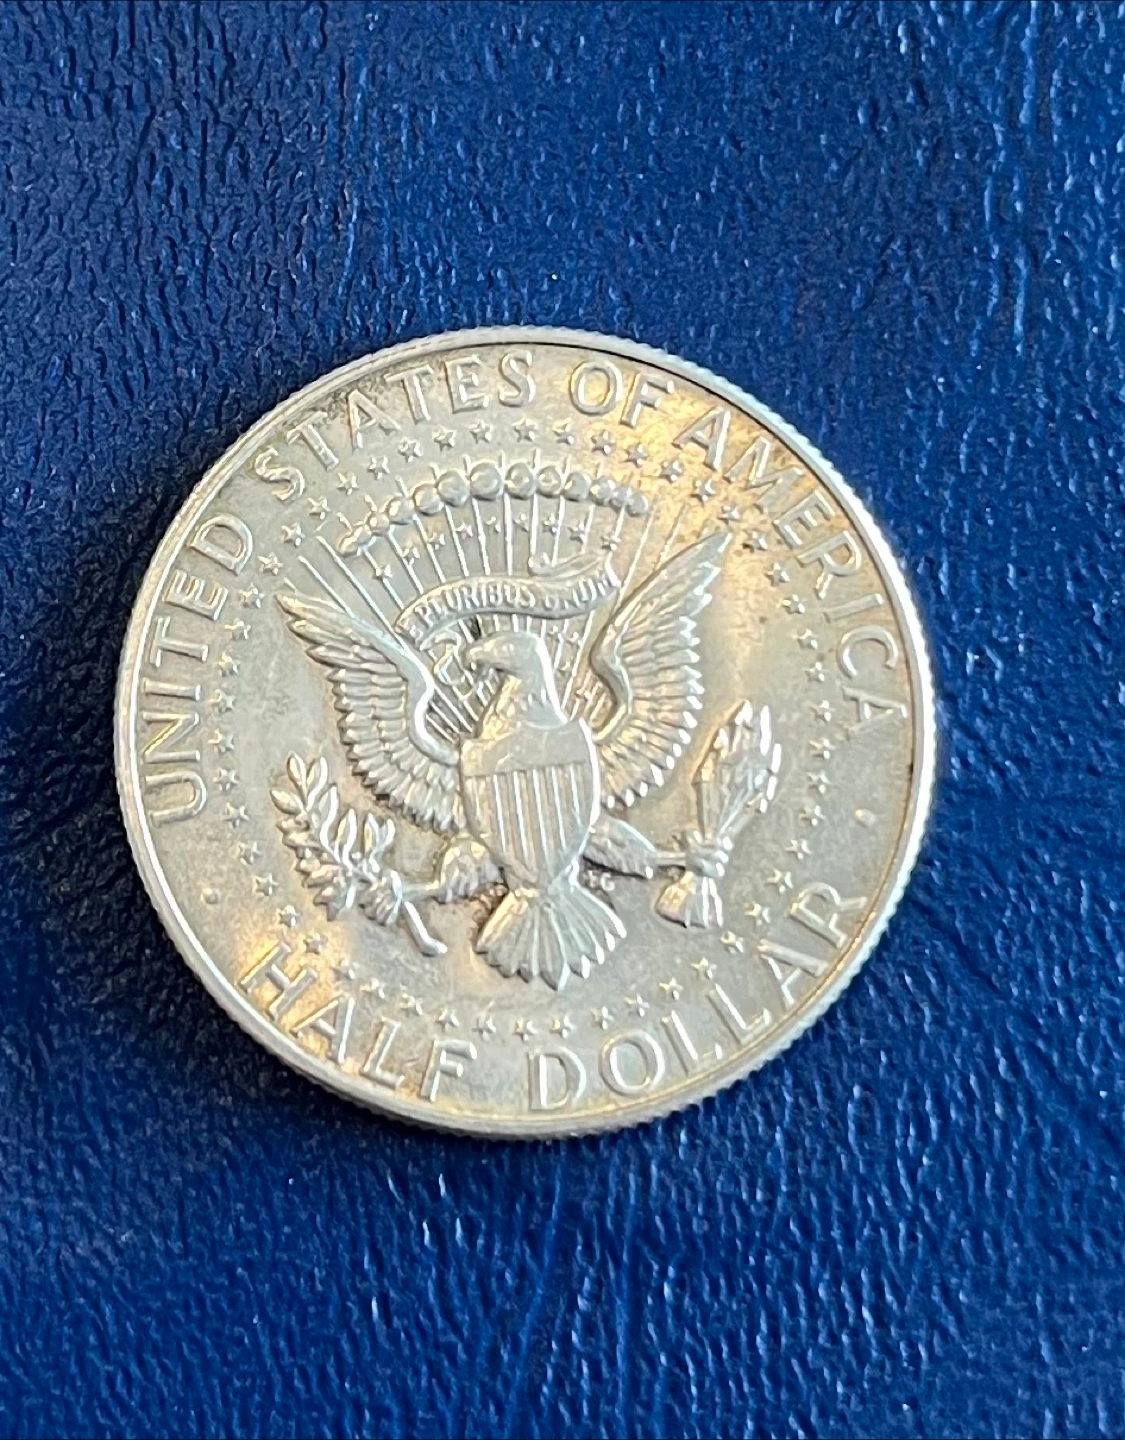 UNITED STATES OF AMERICA
E PLURIBUS UNUM
HALF DOLLAR